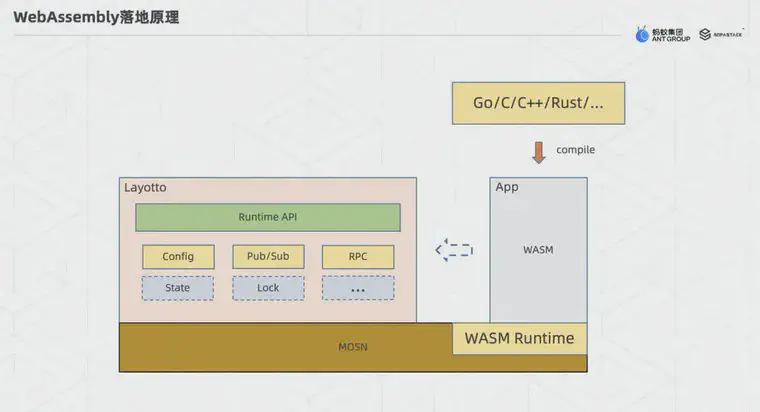 WebAssembly落地原理
蚂蚁集团
ANT GROUP
SOFASTACK
Go/C/C++/Rust/...
compile
Layotto
App
Runtime API
WASM
Config
Pub/Sub
RPC
State
Lock
...
WASM Runtime
MOSN